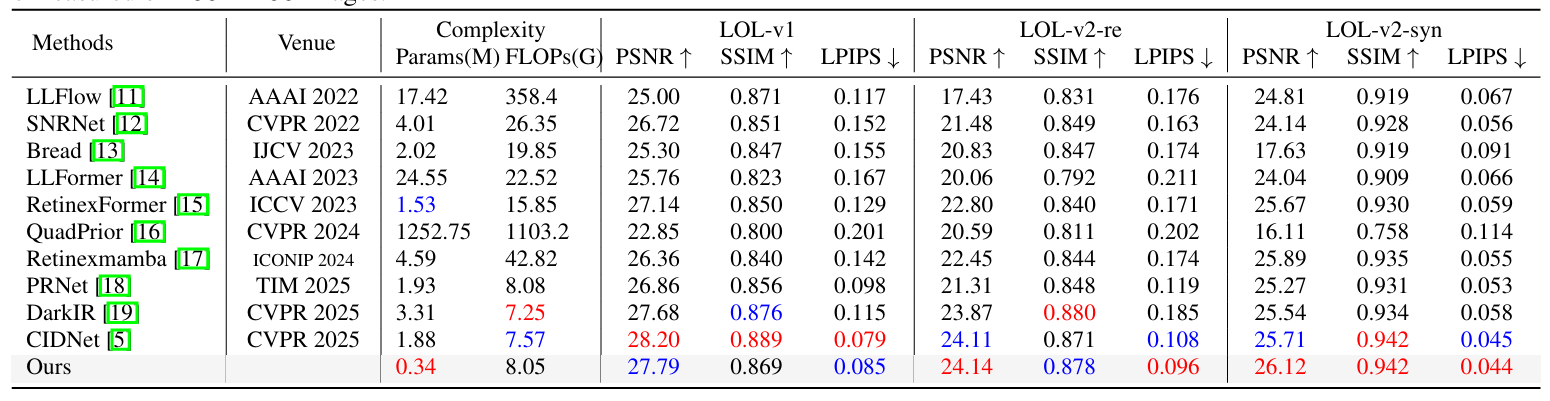 Methods Venue Complexity LOL-v1 LOL-v2-re LOL-v2-syn
Params(M) FLOPs(G) PSNR ↑ SSIM ↑ LPIPS ↓ PSNR ↑ SSIM ↑ LPIPS ↓ PSNR ↑ SSIM ↑ LPIPS ↓
LLFlow [11] AAAI 2022 17.42 358.4 25.00 0.871 0.117 17.43 0.831 0.176 24.81 0.919 0.067
SNRNet [12] CVPR 2022 4.01 26.35 26.72 0.851 0.152 21.48 0.849 0.163 24.14 0.928 0.056
Bread [13] IJCV 2023 2.02 19.85 25.30 0.847 0.155 20.83 0.847 0.174 17.63 0.919 0.091
LLFormer [14] AAAI 2023 24.55 22.52 25.76 0.823 0.167 20.06 0.792 0.211 24.04 0.909 0.066
RetinexFormer [15] ICCV 2023 1.53 15.85 27.14 0.850 0.129 22.80 0.840 0.171 25.67 0.930 0.059
QuadPrior [16] CVPR 2024 1252.75 1103.2 22.85 0.800 0.201 20.59 0.811 0.202 16.11 0.758 0.114
Retinexmamba [17] ICONIP 2024 4.59 42.82 26.36 0.840 0.142 22.45 0.844 0.174 25.89 0.935 0.055
PRNet [18] TIM 2025 1.93 8.08 26.86 0.856 0.098 21.31 0.848 0.119 25.27 0.931 0.053
DarkIR [19] CVPR 2025 3.31 7.25 27.68 0.876 0.115 23.87 0.880 0.185 25.54 0.934 0.058
CIDNet [5] CVPR 2025 1.88 7.57 28.20 0.889 0.079 24.11 0.871 0.108 25.71 0.942 0.045
Ours 0.34 8.05 27.79 0.869 0.085 24.14 0.878 0.096 26.12 0.942 0.044